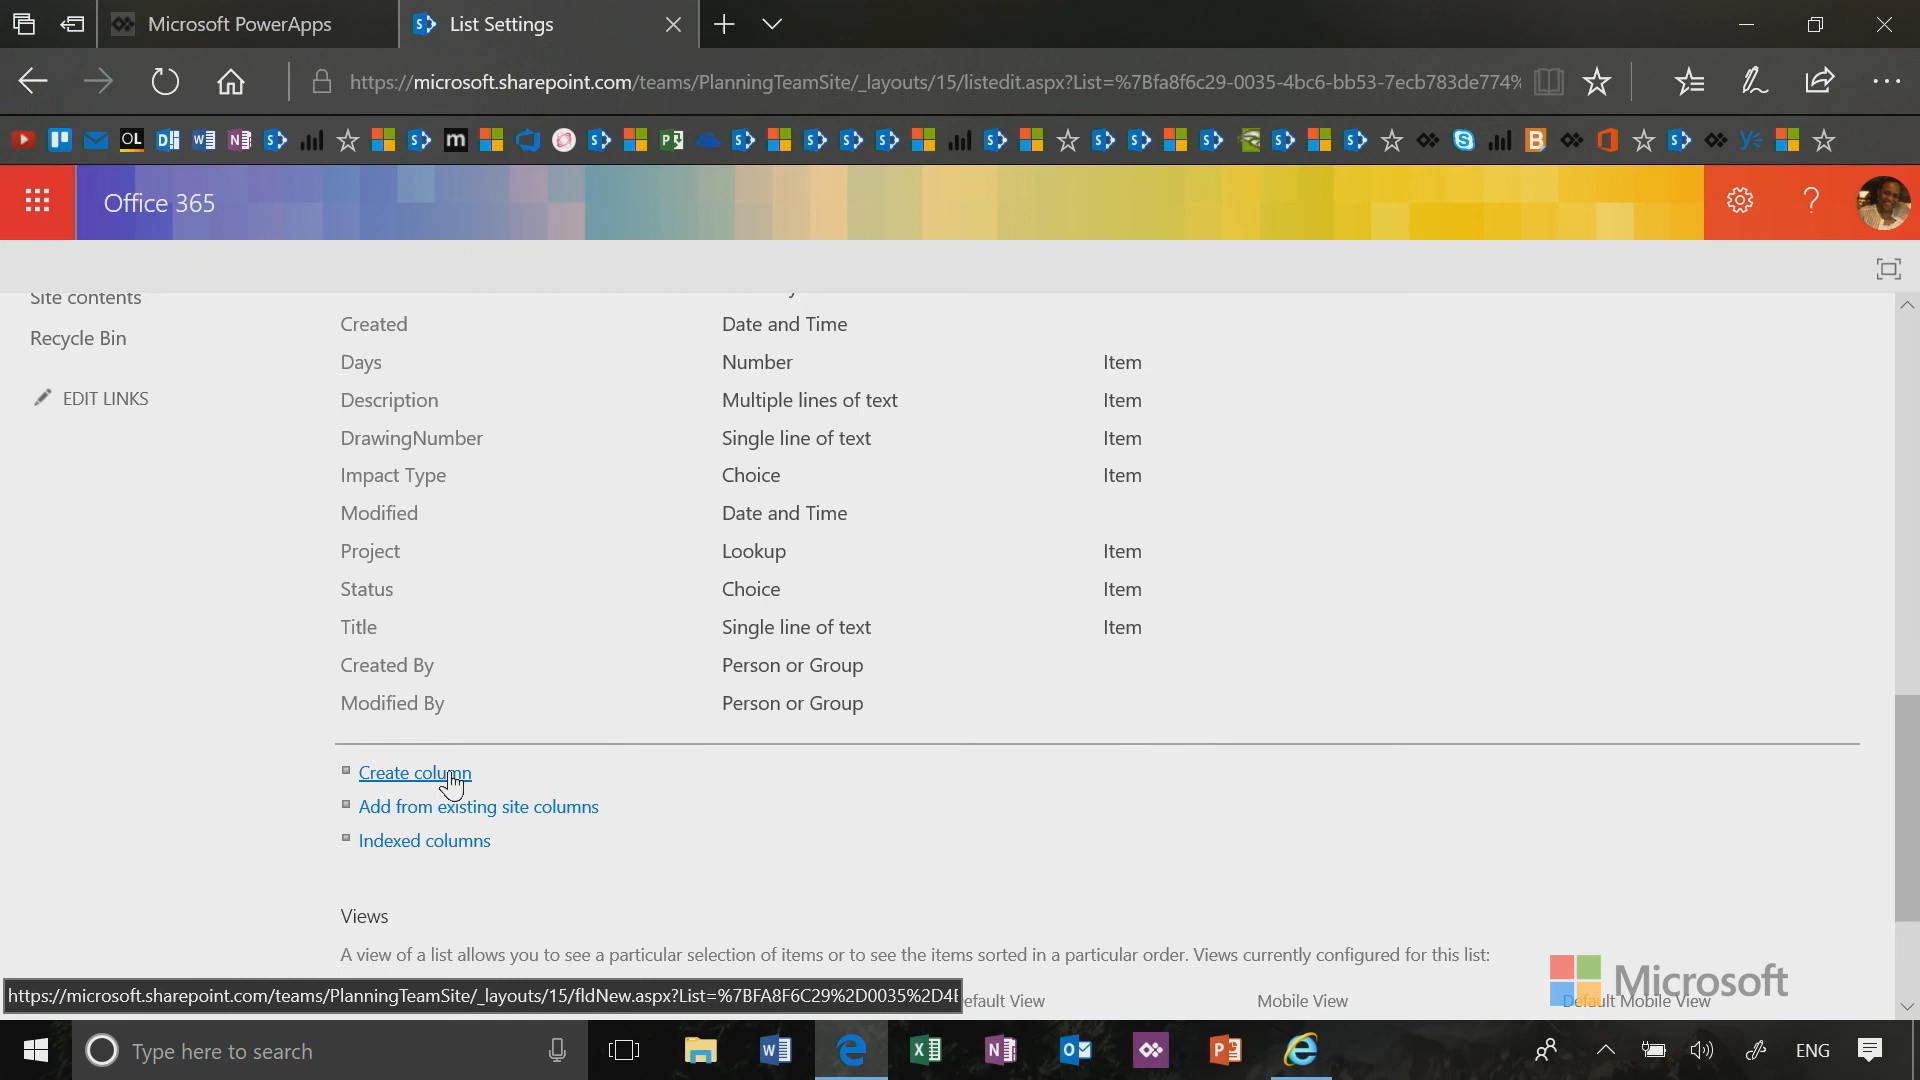 Microsoft PowerApps
List Settings
https://microsoft.sharepoint.com/teams/PlanningTeamSite/_layouts/15/listedit.aspx?List=%7Bfa8f6c29-0035-4bc6-bb53-7ecb783de774%
Office 365
Site contents
Recycle Bin
EDIT LINKS
Created Date and Time
Days Number Item
Description Multiple lines of text Item
DrawingNumber Single line of text Item
Impact Type Choice Item
Modified Date and Time
Project Lookup Item
Status Choice Item
Title Single line of text Item
Created By Person or Group
Modified By Person or Group
Create column
Add from existing site columns
Indexed columns
Views
A view of a list allows you to see a particular selection of items or to see the items sorted in a particular order. Views currently configured for this list:
Microsoft
https://microsoft.sharepoint.com/teams/PlanningTeamSite/_layouts/15/fldNew.aspx?List=%7BFA8F6C29%2D0035%2D4
efault View Mobile View Default Mobile View
Type here to search
ENG